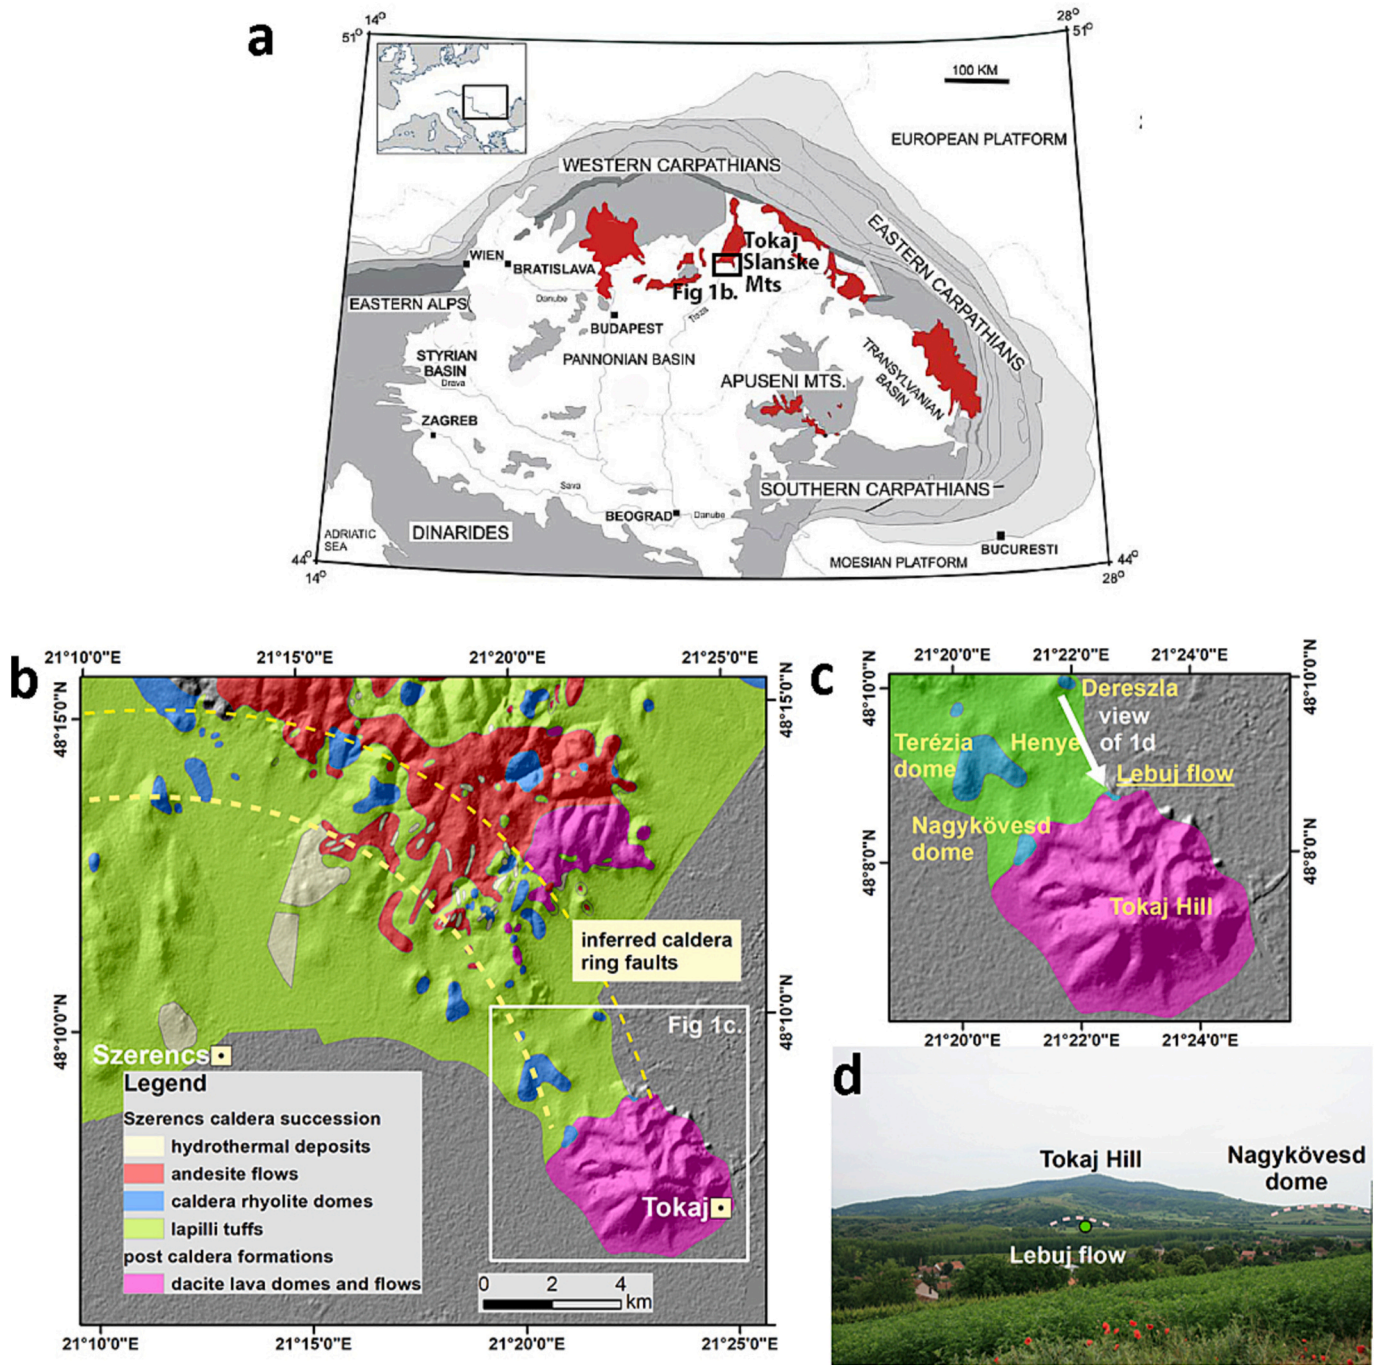 a
14°
51°
28°
51°
100 KM
EUROPEAN PLATFORM
WESTERN CARPATHIANS
EASTERN CARPATHIANS
Tokaj
Slanske
Mts
Fig 1b.
WIEN
BRATISLAVA
EASTERN ALPS
Danube
Tisza
BUDAPEST
STYRIAN
BASIN
Drava
PANNONIAN BASIN
TRANSYLVANIAN
BASIN
APUSENI MTS.
ZAGREB
Sava
SOUTHERN CARPATHIANS
BEOGRAD
Danube
DINARIDES
ADRIATIC
SEA
MOESIAN PLATFORM
BUCURESTI
44°
14°
44°
28°
b
21°10'0"E 21°15'0"E 21°20'0"E 21°25'0"E
48°15'0"N
48°15'0"N
inferred caldera
ring faults
48°10'0"N
48°10'0"N
Fig 1c.
Szerencs
Legend
Szerencs caldera succession
hydrothermal deposits
andesite flows
caldera rhyolite domes
lapilli tuffs
post caldera formations
dacite lava domes and flows
Tokaj
0 2 4
km
21°10'0"E 21°15'0"E 21°20'0"E 21°25'0"E
c
21°20'0"E 21°22'0"E 21°24'0"E
48°10'0"N
48°10'0"N
Dereszla
view
of 1d
Terézia
dome
Henye
Lebuj flow
Nagykövesd
dome
48°8'0"N
48°8'0"N
Tokaj Hill
21°20'0"E 21°22'0"E 21°24'0"E
d
Tokaj Hill
Nagykövesd
dome
Lebuj flow